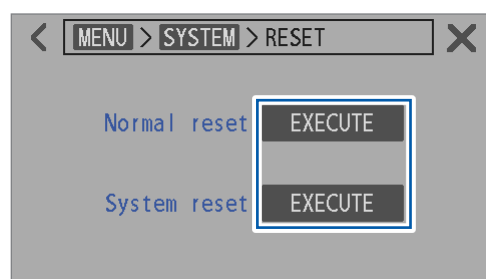 MENU > SYSTEM > RESET
Normal reset EXECUTE
System reset EXECUTE